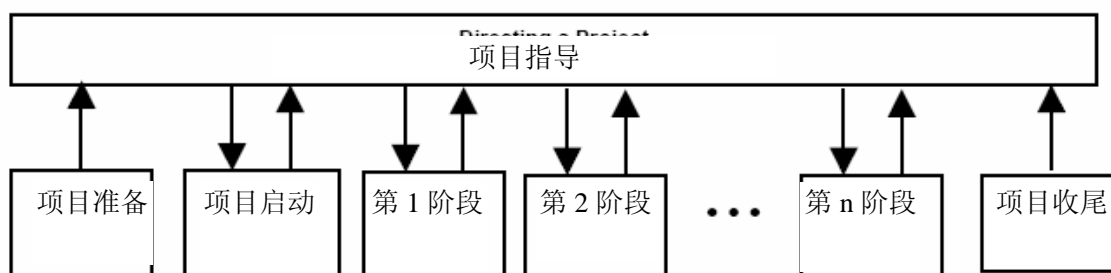 项目指导
项目准备
项目启动
第 1 阶段
第 2 阶段
...
第 n 阶段
项目收尾